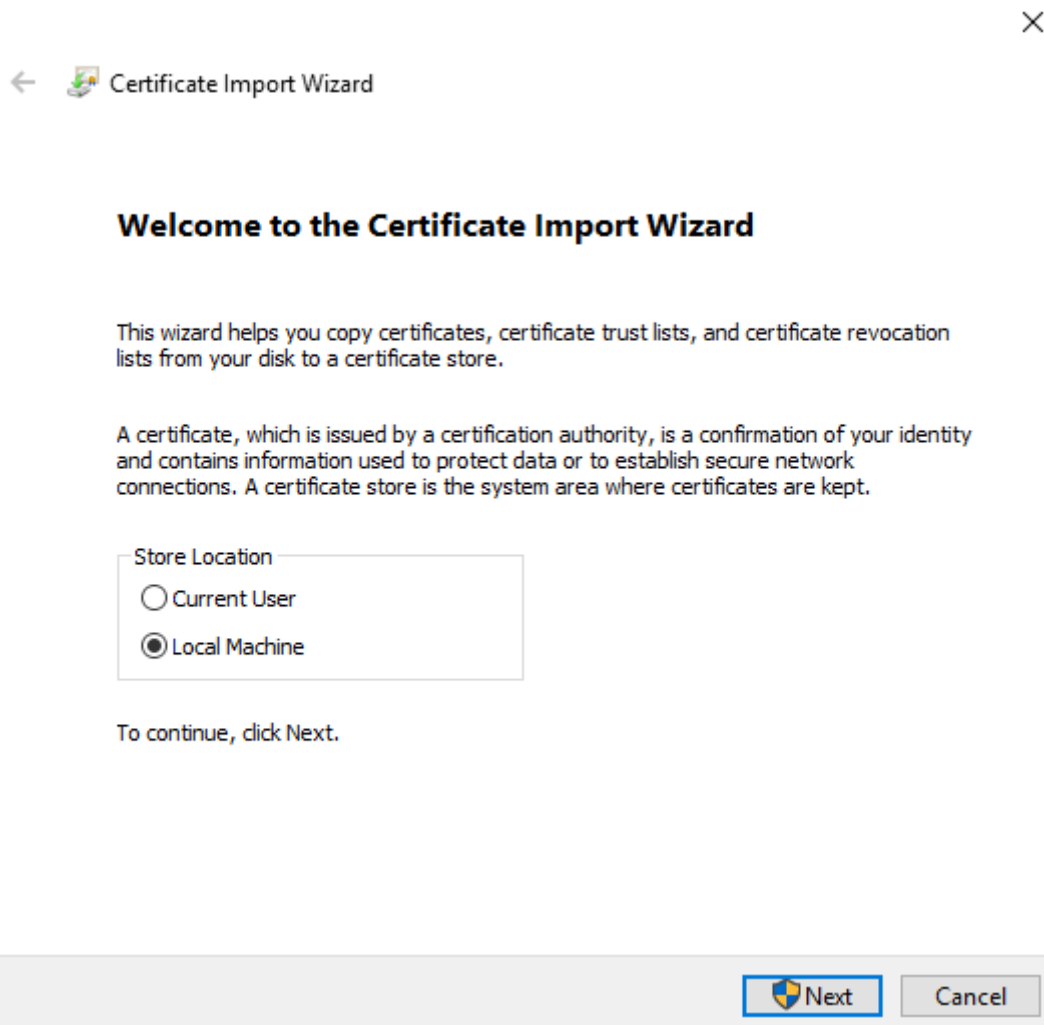 Certificate Import Wizard
Welcome to the Certificate Import Wizard
This wizard helps you copy certificates, certificate trust lists, and certificate revocation
lists from your disk to a certificate store.
A certificate, which is issued by a certification authority, is a confirmation of your identity
and contains information used to protect data or to establish secure network
connections. A certificate store is the system area where certificates are kept.
Store Location
Current User
Local Machine
To continue, click Next.
Next
Cancel